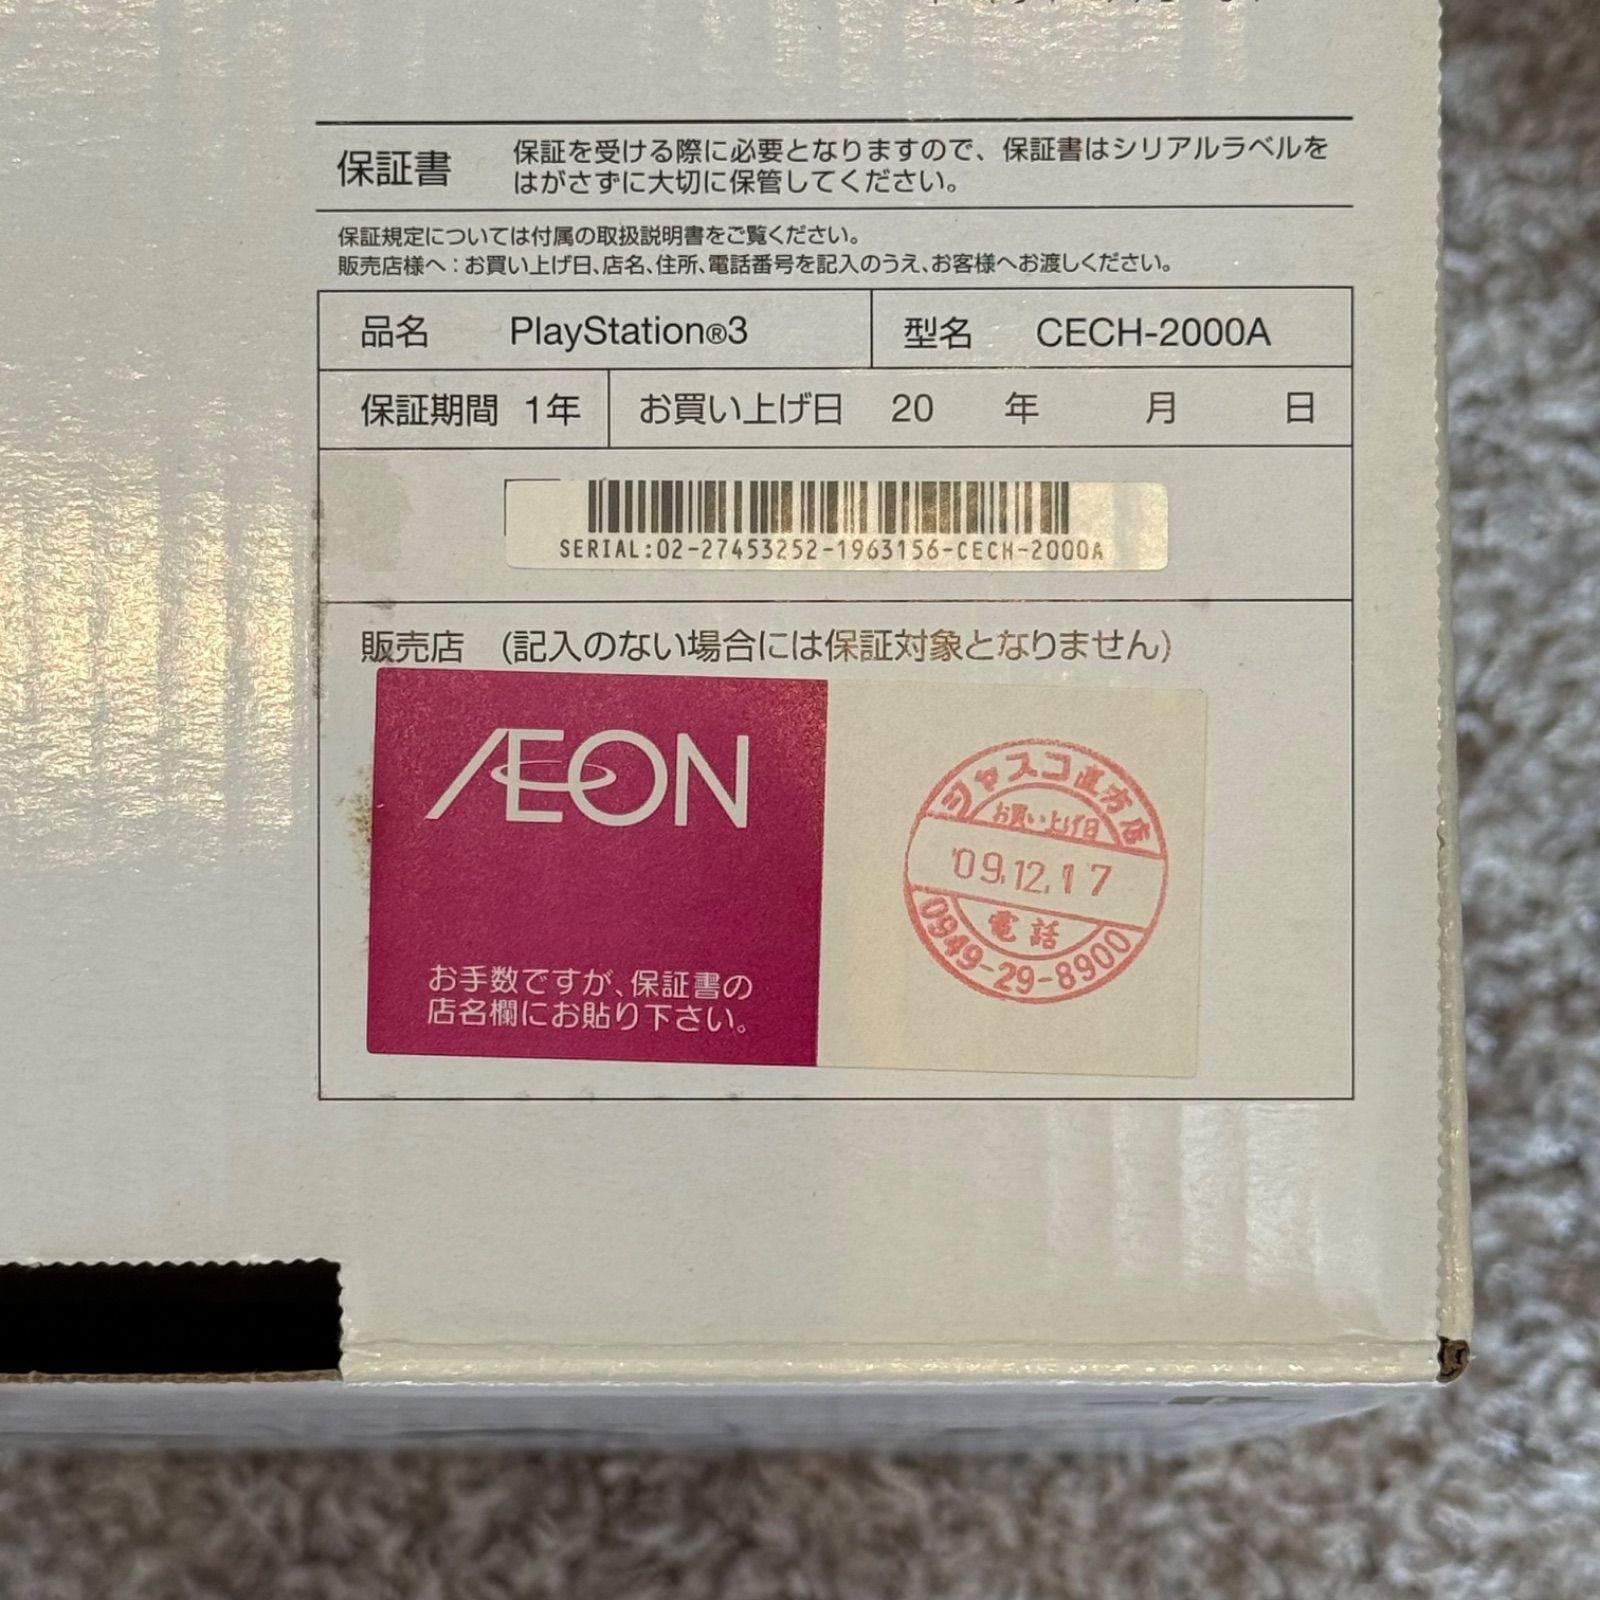 保証書
保証を受ける際に必要となりますので、保証書はシリアルラベルを
はがさずに大切に保管してください。
保証規定については付属の取扱説明書をご覧ください。
販売店様へ：お買い上げ日、店名、住所、電話番号を記入のうえ、お客様へお渡しください。
品名 PlayStation®3 型名 CECH-2000A
保証期間 1年 お買い上げ日 20 年 月 日
SERIAL:02-27453252-1963156-CECH-2000A
販売店 (記入のない場合には保証対象となりません)
ÆON
お手数ですが、保証書の
店名欄にお貼り下さい。
ジャスコ直方店
お買い上げ日
'09.12.17
電話
0949-29-8900